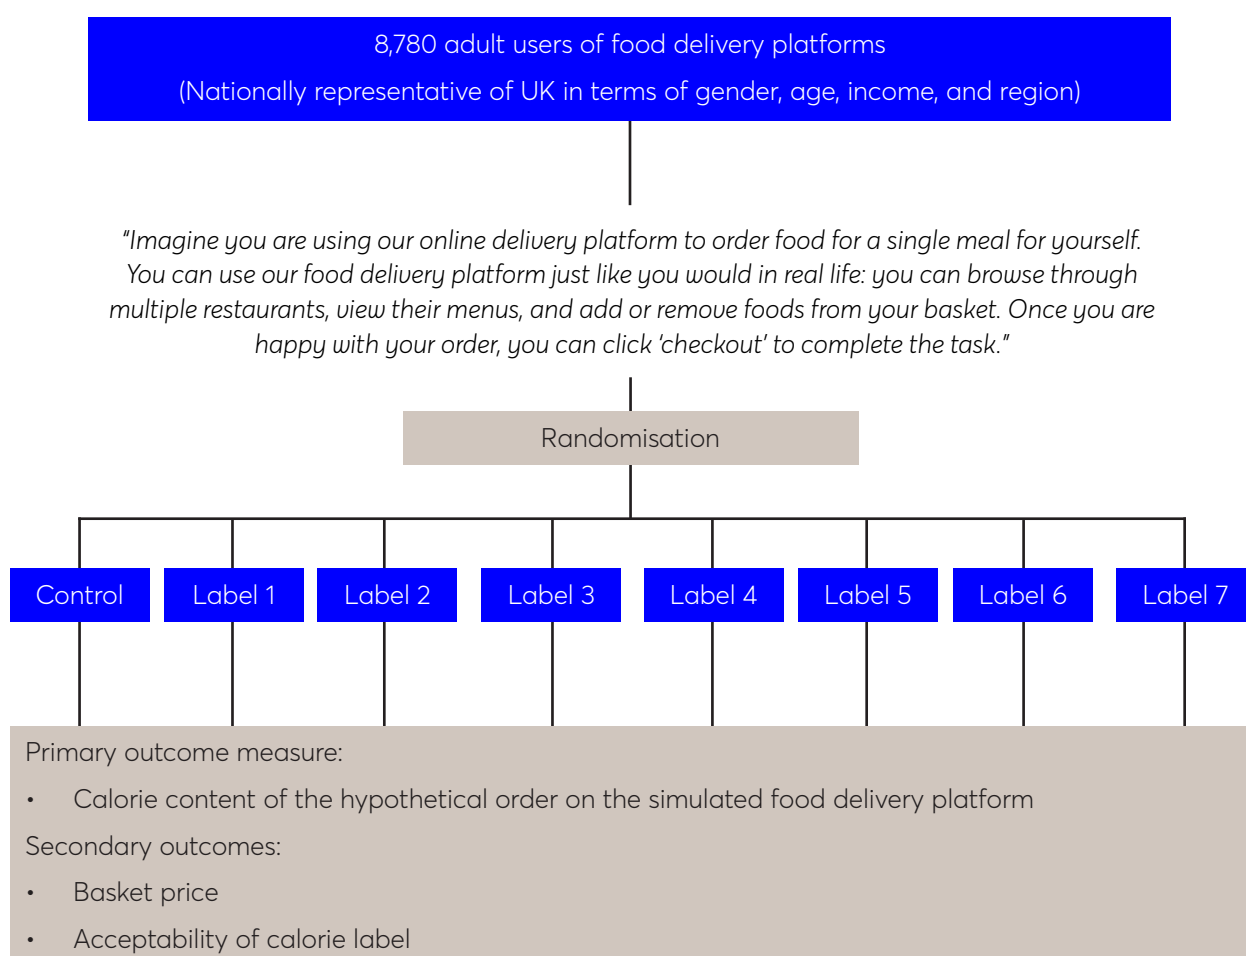 8,780 adult users of food delivery platforms
(Nationally representative of UK in terms of gender, age, income, and region)
“Imagine you are using our online delivery platform to order food for a single meal for yourself.
You can use our food delivery platform just like you would in real life: you can browse through
multiple restaurants, view their menus, and add or remove foods from your basket. Once you are
happy with your order, you can click ‘checkout’ to complete the task.”
Randomisation
Control Label 1 Label 2 Label 3 Label 4 Label 5 Label 6 Label 7
Primary outcome measure:
• Calorie content of the hypothetical order on the simulated food delivery platform
Secondary outcomes:
• Basket price
• Acceptability of calorie label